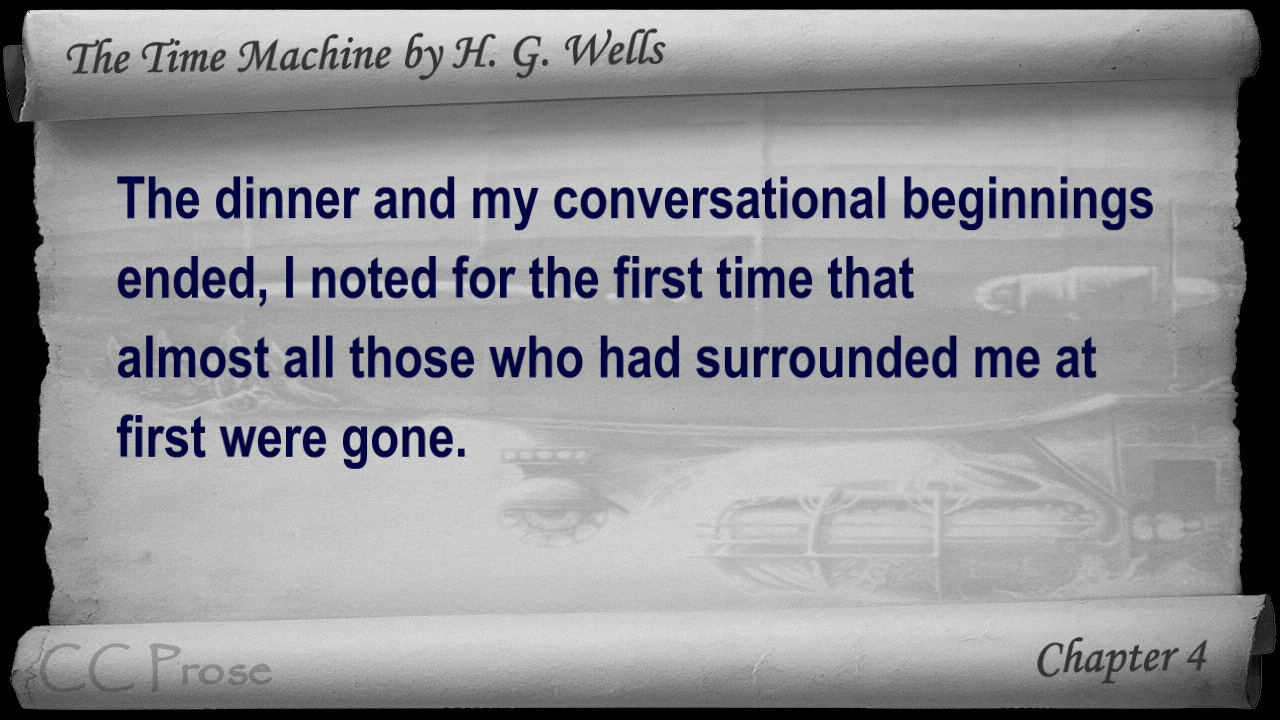 The Time Machine by H. G. Wells
The dinner and my conversational beginnings
ended, I noted for the first time that
almost all those who had surrounded me at
first were gone.
CC Prose
Chapter 4